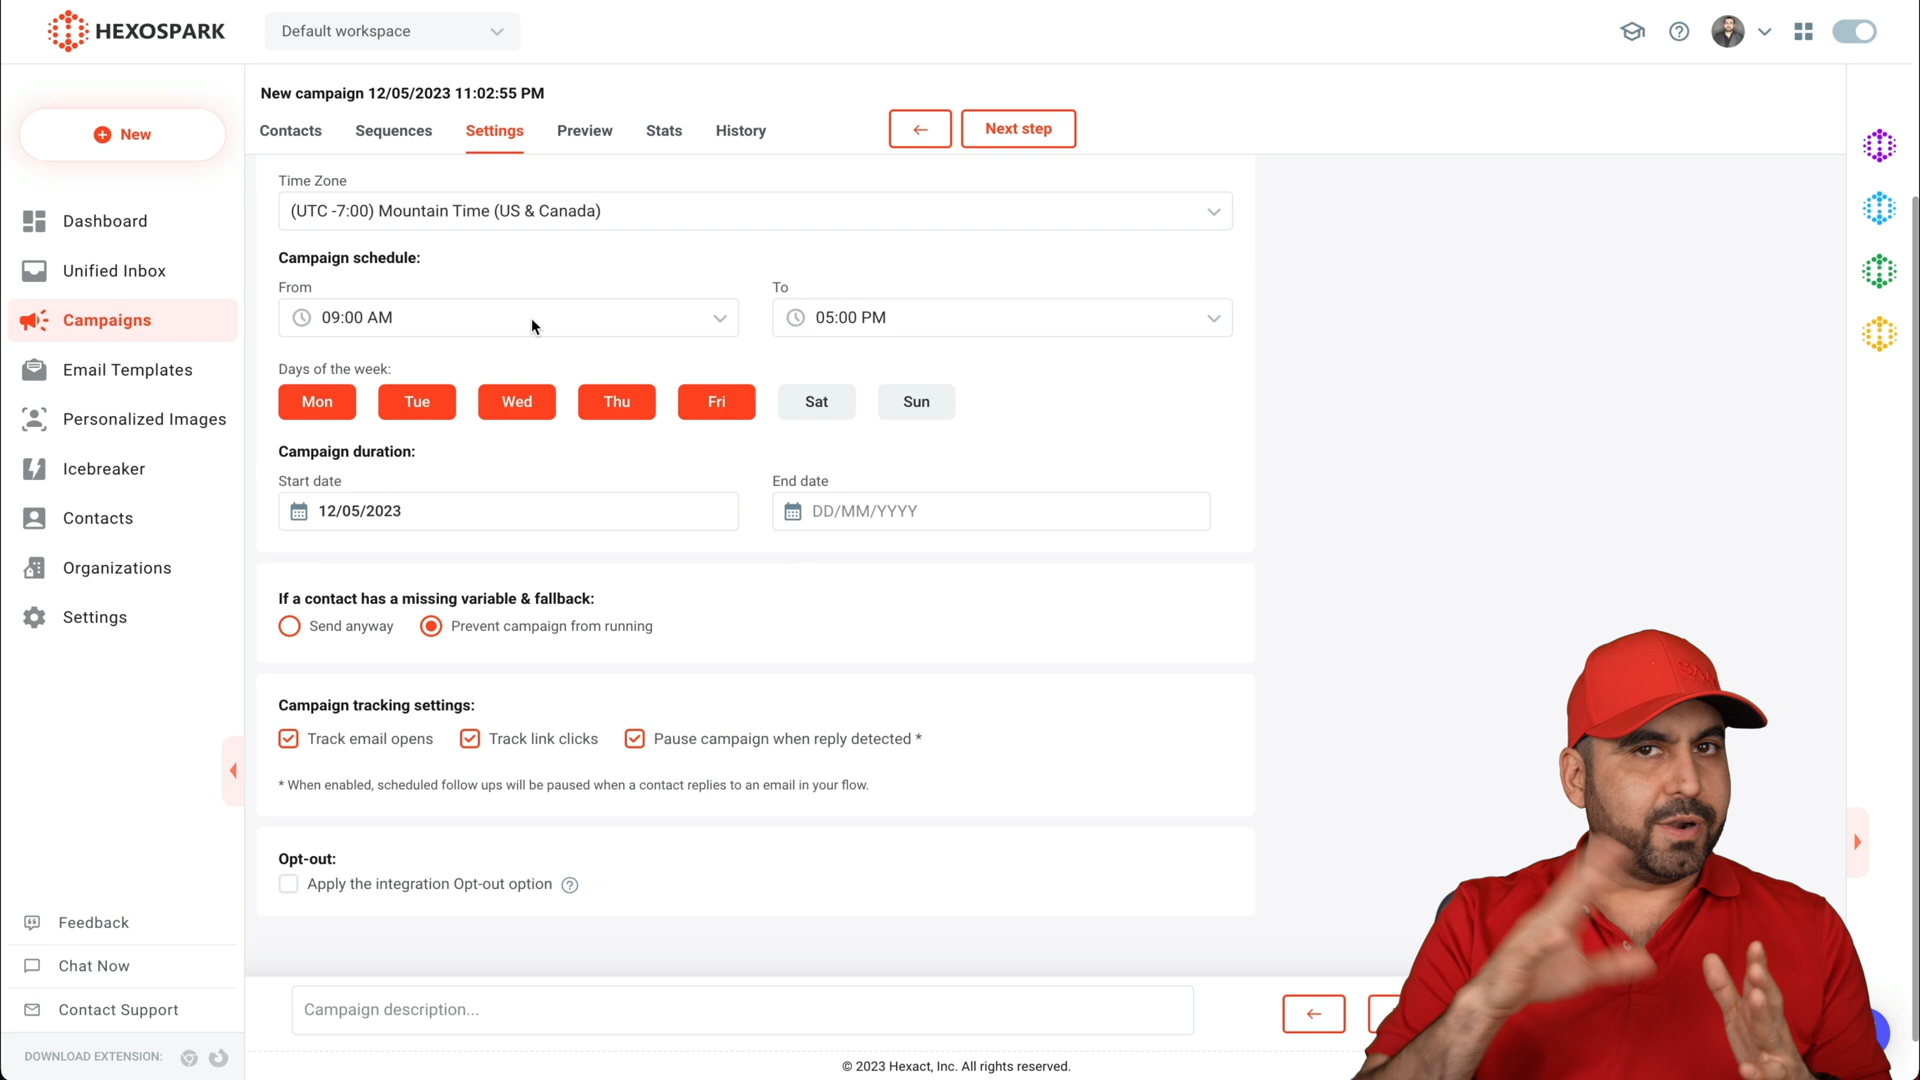 HEXOSPARK
Default workspace
New campaign 12/05/2023 11:02:55 PM
New
Contacts
Sequences
Settings
Preview
Stats
History
Next step
Dashboard
Unified Inbox
Campaigns
Email Templates
Personalized Images
Icebreaker
Contacts
Organizations
Settings
Time Zone
(UTC -7:00) Mountain Time (US & Canada)
Campaign schedule:
From
To
09:00 AM
05:00 PM
Days of the week:
Mon
Tue
Wed
Thu
Fri
Sat
Sun
Campaign duration:
Start date
End date
12/05/2023
DD/MM/YYYY
If a contact has a missing variable & fallback:
Send anyway
Prevent campaign from running
Campaign tracking settings:
Track email opens
Track link clicks
Pause campaign when reply detected *
* When enabled, scheduled follow ups will be paused when a contact replies to an email in your flow.
Opt-out:
Apply the integration Opt-out option
Feedback
Chat Now
Contact Support
DOWNLOAD EXTENSION:
Campaign description...
© 2023 Hexact, Inc. All rights reserved.